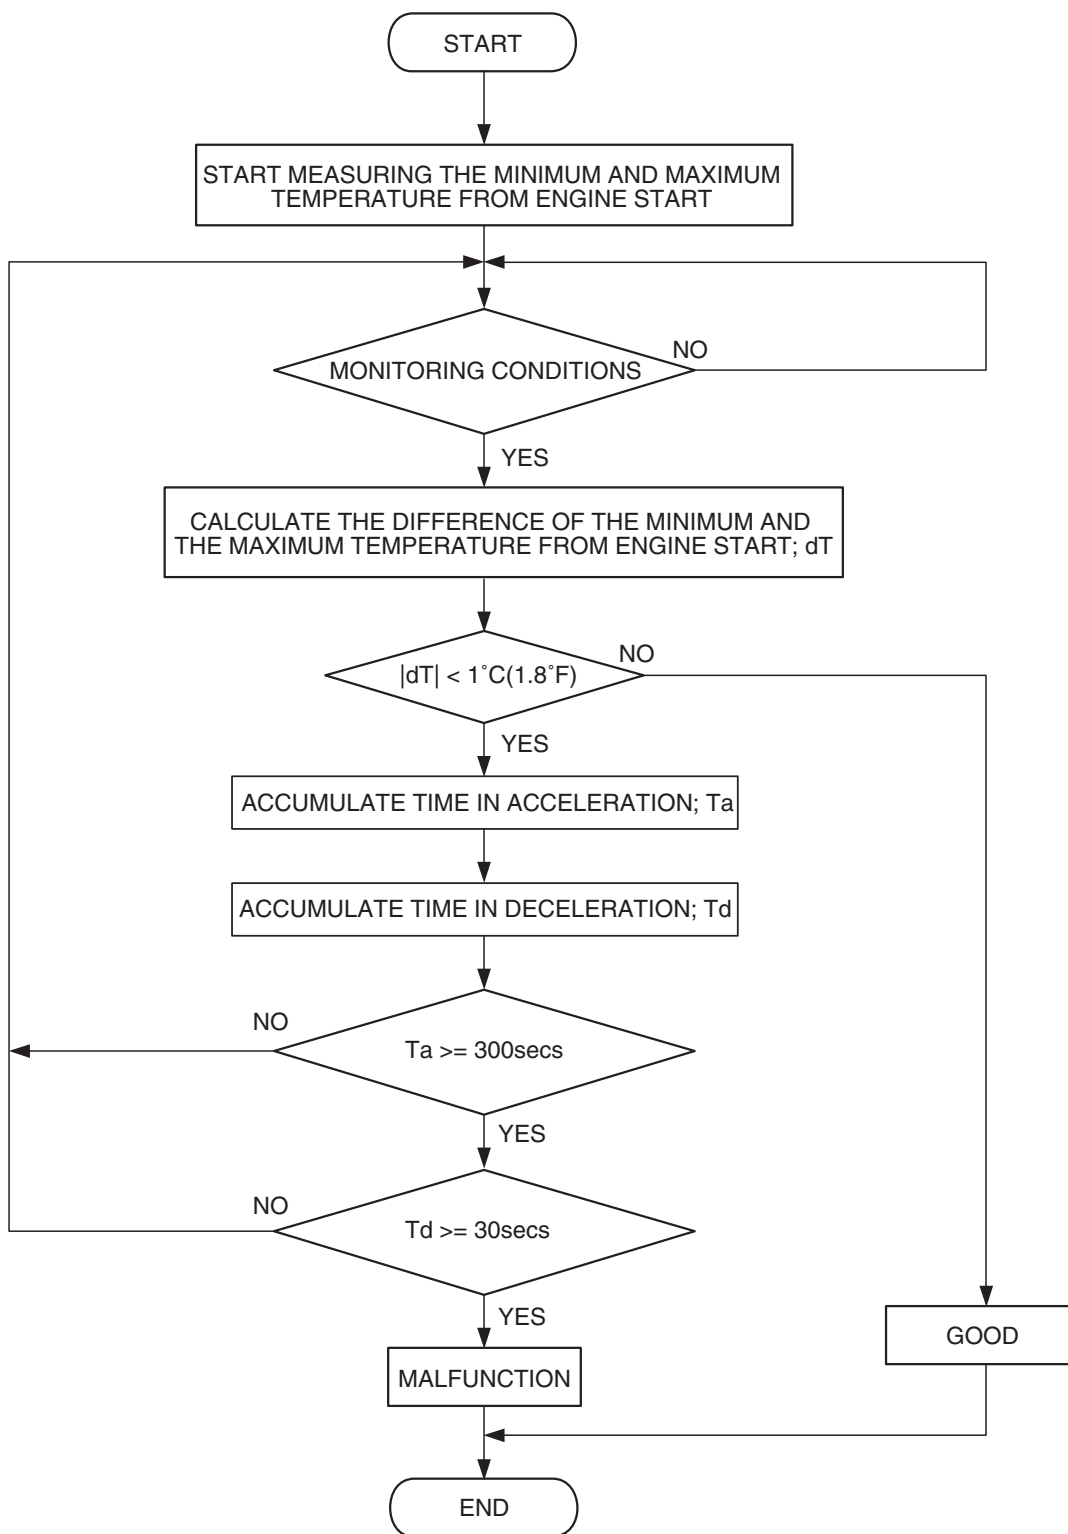 START
START MEASURING THE MINIMUM AND MAXIMUM
TEMPERATURE FROM ENGINE START
NO
MONITORING CONDITIONS
YES
CALCULATE THE DIFFERENCE OF THE MINIMUM AND
THE MAXIMUM TEMPERATURE FROM ENGINE START; dT
NO
|dT| < 1˚C(1.8˚F)
YES
ACCUMULATE TIME IN ACCELERATION; Ta
ACCUMULATE TIME IN DECELERATION; Td
NO
Ta >= 300secs
YES
NO
Td >= 30secs
YES
GOOD
MALFUNCTION
END